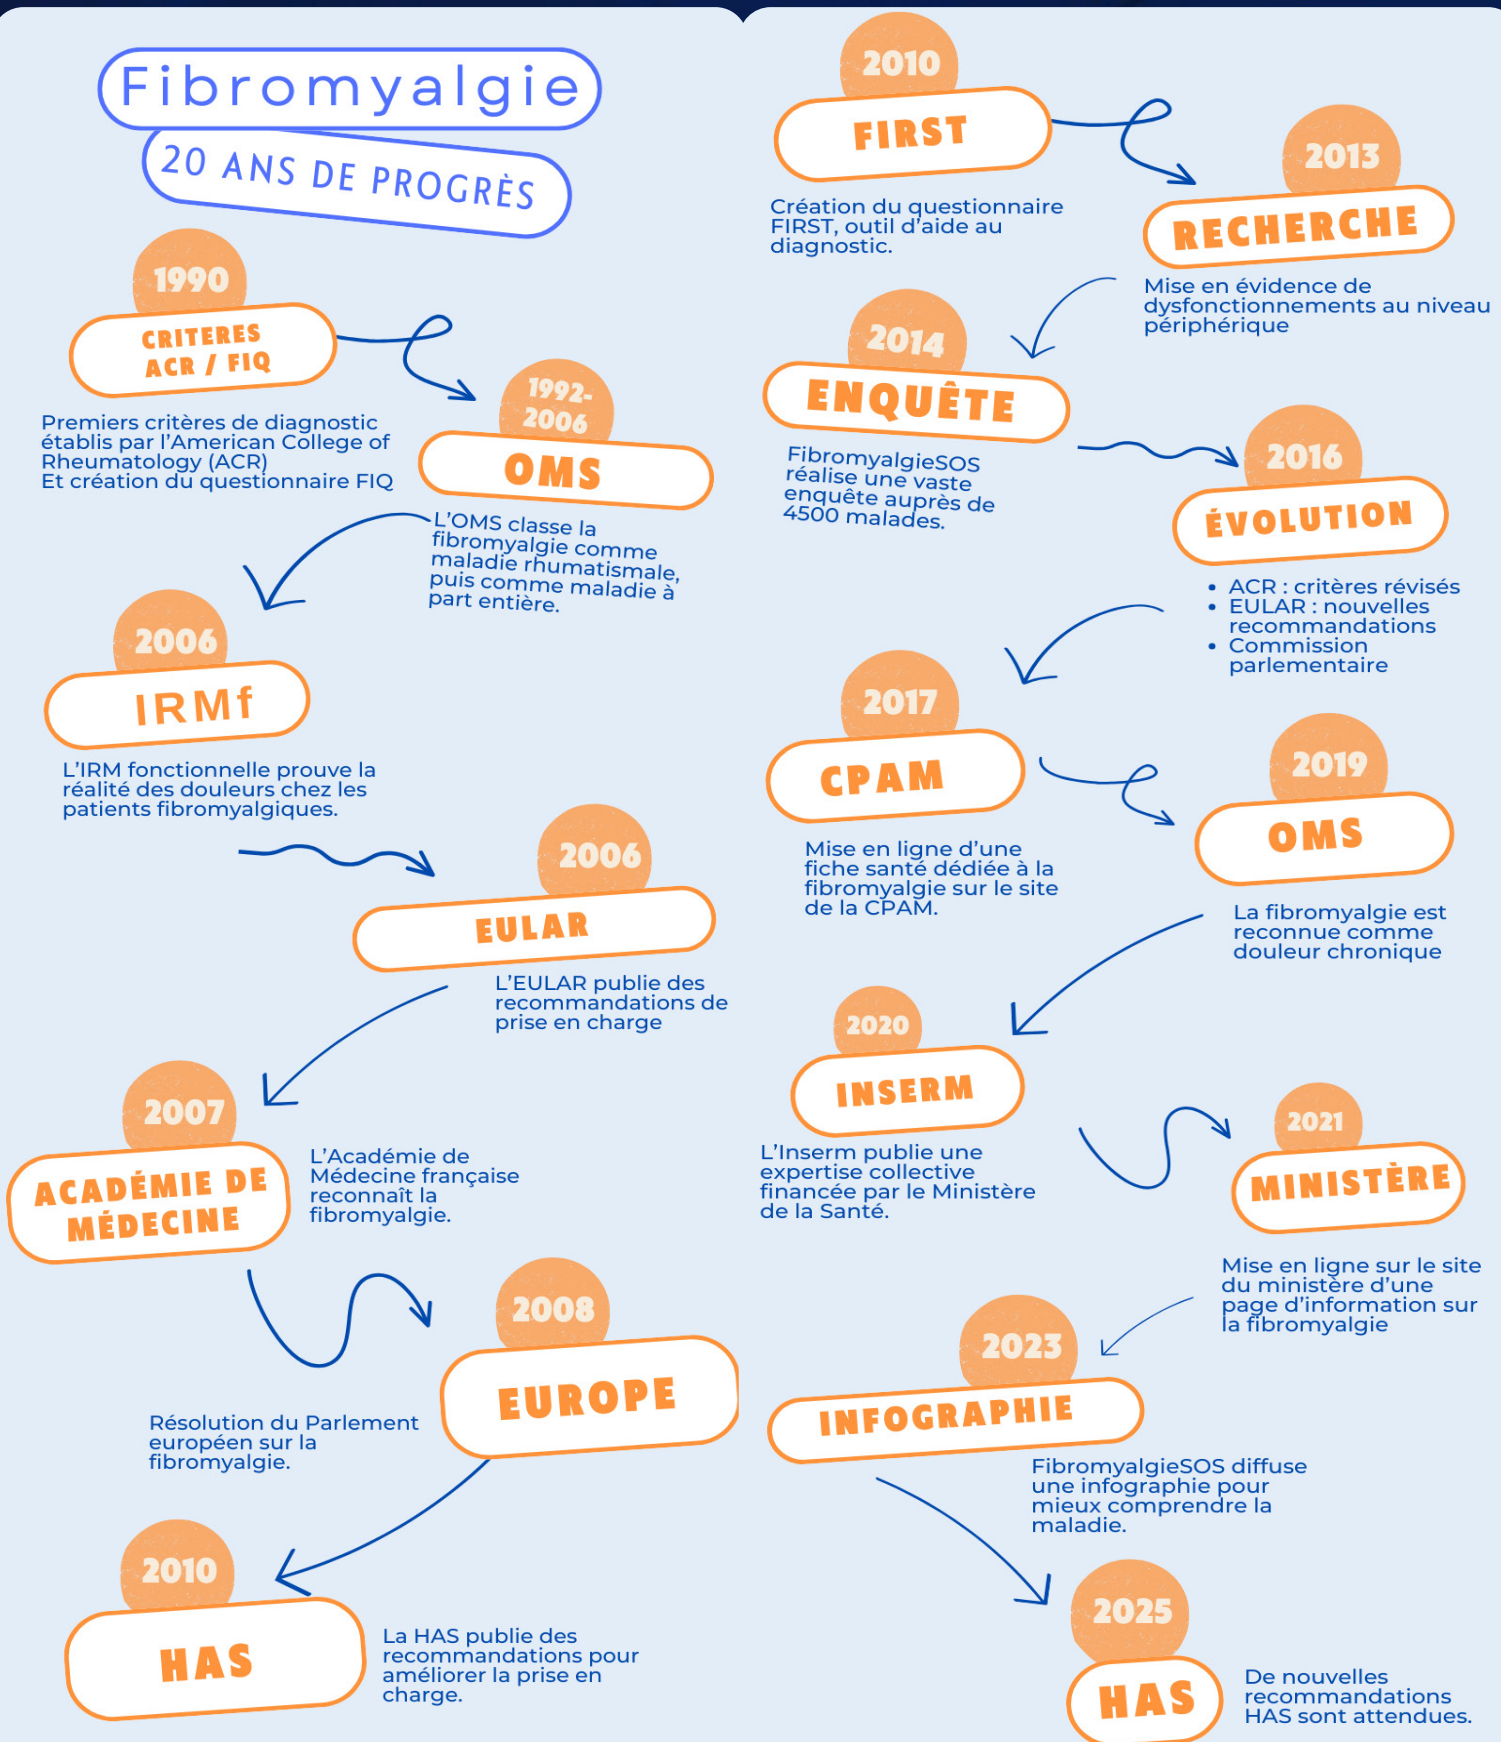 Fibromyalgie
20 ANS DE PROGRÈS
1990
CRITERES
ACR / FIQ
Premiers critères de diagnostic
établis par l'American College of
Rheumatology (ACR)
Et création du questionnaire FIQ
1992-
2006
OMS
L'OMS classe la
fibromyalgie comme
maladie rhumatismale,
puis comme maladie à
part entière.
2006
IRMf
L'IRM fonctionnelle prouve la
réalité des douleurs chez les
patients fibromyalgiques.
2006
EULAR
L'EULAR publie des
recommandations de
prise en charge
2007
ACADÉMIE DE
MÉDECINE
L'Académie de
Médecine française
reconnaît la
fibromyalgie.
2008
EUROPE
Résolution du Parlement
européen sur la
fibromyalgie.
2010
HAS
La HAS publie des
recommandations pour
améliorer la prise en
charge.
2010
FIRST
Création du questionnaire
FIRST, outil d'aide au
diagnostic.
2013
RECHERCHE
Mise en évidence de
dysfonctionnements au niveau
périphérique
2014
ENQUÊTE
FibromyalgieSOS
réalise une vaste
enquête auprès de
4500 malades.
2016
ÉVOLUTION
• ACR : critères révisés
• EULAR : nouvelles
recommandations
• Commission
parlementaire
2017
CPAM
Mise en ligne d'une
fiche santé dédiée à la
fibromyalgie sur le site
de la CPAM.
2019
OMS
La fibromyalgie est
reconnue comme
douleur chronique
2020
INSERM
L'Inserm publie une
expertise collective
financée par le Ministère
de la Santé.
2021
MINISTÈRE
Mise en ligne sur le site
du ministère d'une
page d'information sur
la fibromyalgie
2023
INFOGRAPHIE
FibromyalgieSOS diffuse
une infographie pour
mieux comprendre la
maladie.
2025
HAS
De nouvelles
recommandations
HAS sont attendues.